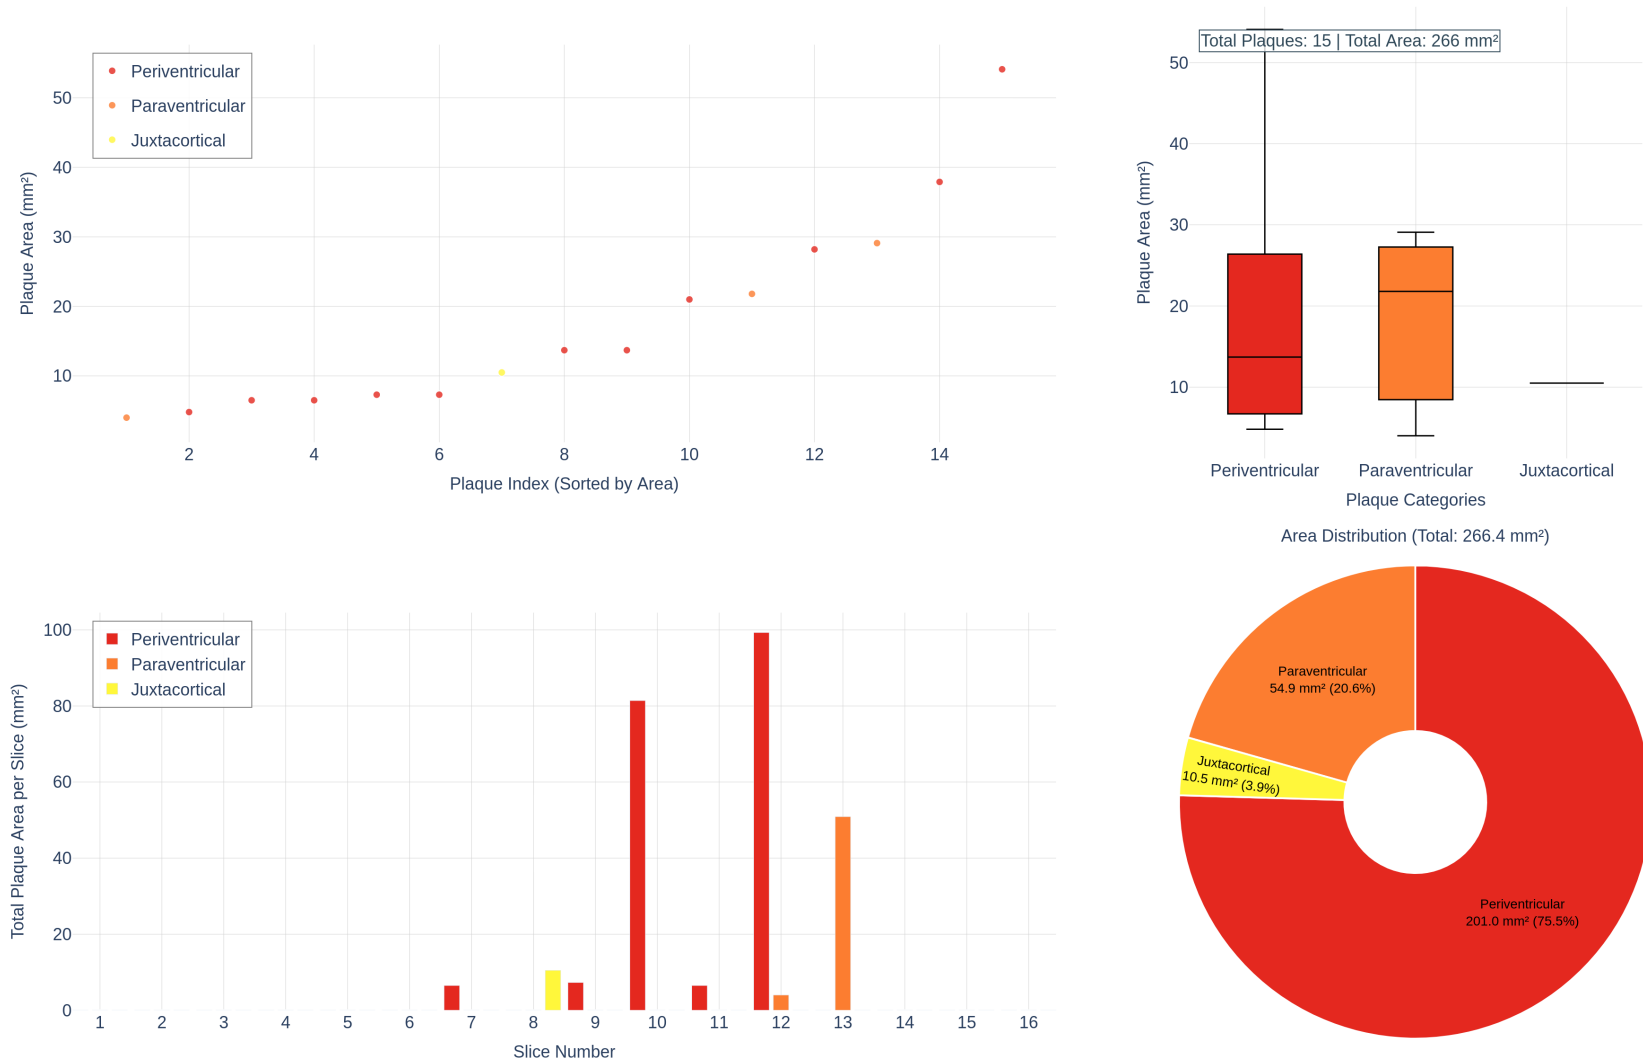 Periventricular
Paraventricular
Juxtacortical
50
40
30
20
10
Plaque Area (mm²)
2 4 6 8 10 12 14
Plaque Index (Sorted by Area)
Total Plaques: 15 | Total Area: 266 mm²
50
40
30
20
10
Plaque Area (mm²)
Periventricular Paraventricular Juxtacortical
Plaque Categories
Periventricular
Paraventricular
Juxtacortical
100
80
60
40
20
0
Total Plaque Area per Slice (mm²)
1 2 3 4 5 6 7 8 9 10 11 12 13 14 15 16
Slice Number
Area Distribution (Total: 266.4 mm²)
Paraventricular
54.9 mm² (20.6%)
Juxtacortical
10.5 mm² (3.9%)
Periventricular
201.0 mm² (75.5%)